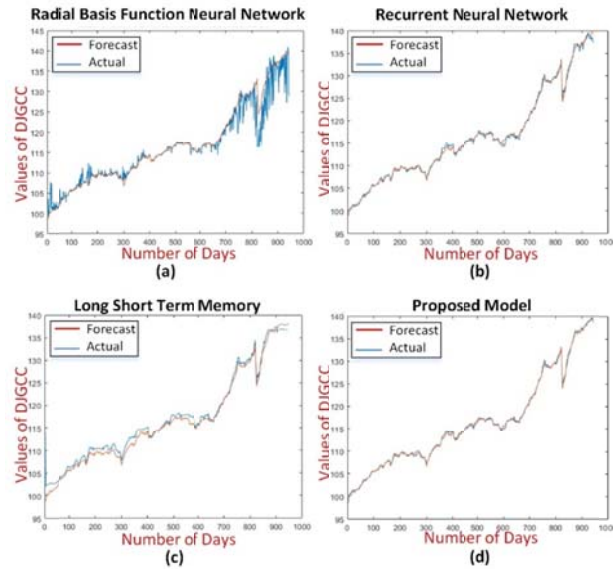 Radial Basis Function Neural Network
Forecast
Actual
Values of DJGCC
145
140
135
130
125
120
115
110
105
100
95
0 100 200 300 400 500 600 700 800 900 1000
Number of Days
(a)
Recurrent Neural Network
Forecast
Actual
Values of DJGCC
140
135
130
125
120
115
110
105
100
95
0 100 200 300 400 500 600 700 800 900 1000
Number of Days
(b)
Long Short Term Memory
Forecast
Actual
Values of DJGCC
140
135
130
125
120
115
110
105
100
95
0 100 200 300 400 500 600 700 800 900 1000
Number of Days
(c)
Proposed Model
Forecast
Actual
Values of DJGCC
140
135
130
125
120
115
110
105
100
95
0 100 200 300 400 500 600 700 800 900 1000
Number of Days
(d)